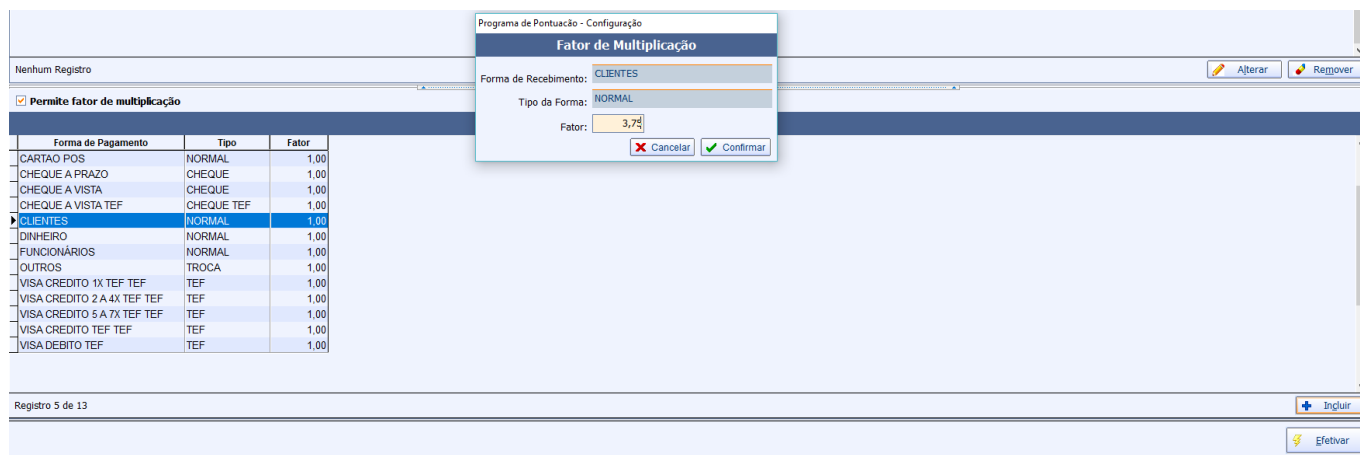 Programa de Pontuacão - Configuração
Fator de Multiplicação
Forma de Recebimento: CLIENTES
Tipo da Forma: NORMAL
Fator: 3,75
Cancelar Confirmar
Nenhum Registro
Alterar Remover
Permite fator de multiplicação
Forma de Pagamento Tipo Fator
CARTAO POS NORMAL 1,00
CHEQUE A PRAZO CHEQUE 1,00
CHEQUE A VISTA CHEQUE 1,00
CHEQUE A VISTA TEF CHEQUE TEF 1,00
CLIENTES NORMAL 1,00
DINHEIRO NORMAL 1,00
FUNCIONÁRIOS NORMAL 1,00
OUTROS TROCA 1,00
VISA CREDITO 1X TEF TEF TEF 1,00
VISA CREDITO 2 A 4X TEF TEF TEF 1,00
VISA CREDITO 5 A 7X TEF TEF TEF 1,00
VISA CREDITO TEF TEF TEF 1,00
VISA DEBITO TEF TEF 1,00
Registro 5 de 13
Incluir
Efetivar